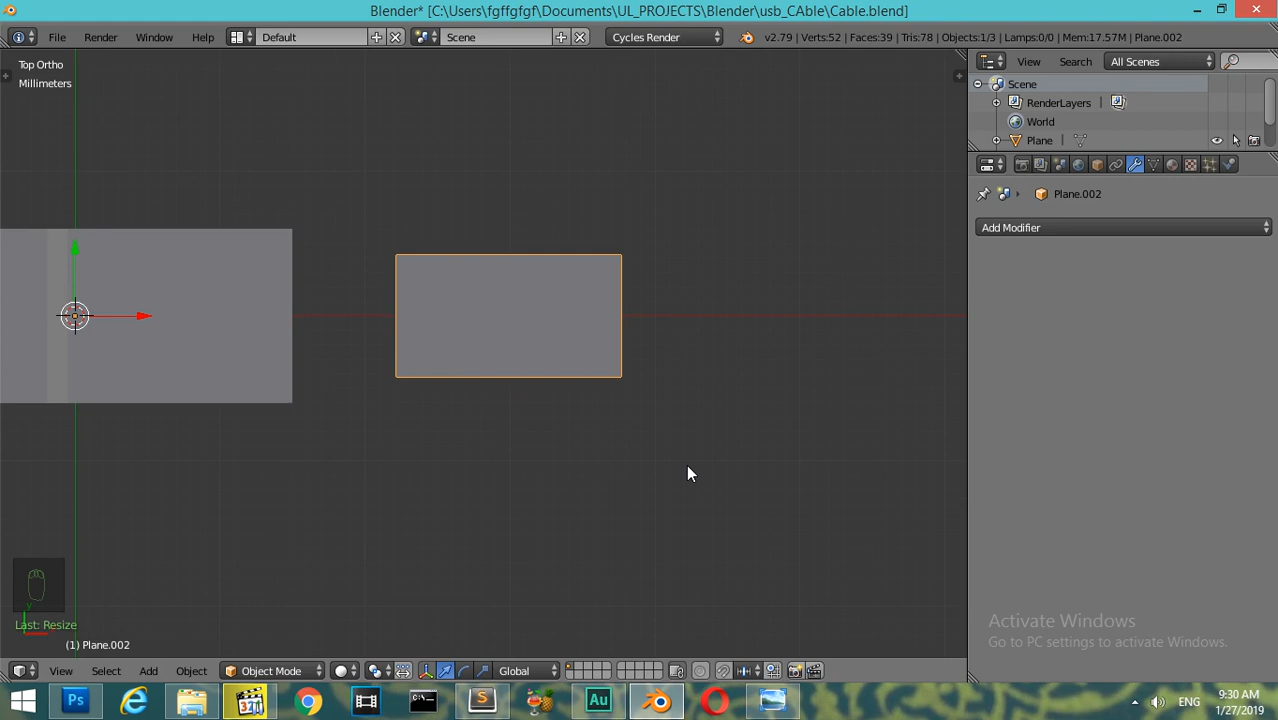 Blender* [C:\Users\fgffgfgf\Documents\UL_PROJECTS\Blender\usb_CAble\Cable.blend]
File Render Window Help Default Scene Cycles Render v2.79 | Verts:52 | Faces:39 | Tris:78 | Objects:1/3 | Lamps:0/0 | Mem:17.57M | Plane.002
Top Ortho
Millimeters
View Search All Scenes
Scene
RenderLayers
World
Plane
Plane.002
Add Modifier
y
Last: Resize
(1) Plane.002
Activate Windows
Go to PC settings to activate Windows.
View Select Add Object Object Mode Global
Ps Au ENG 9:30 AM
1/27/2019